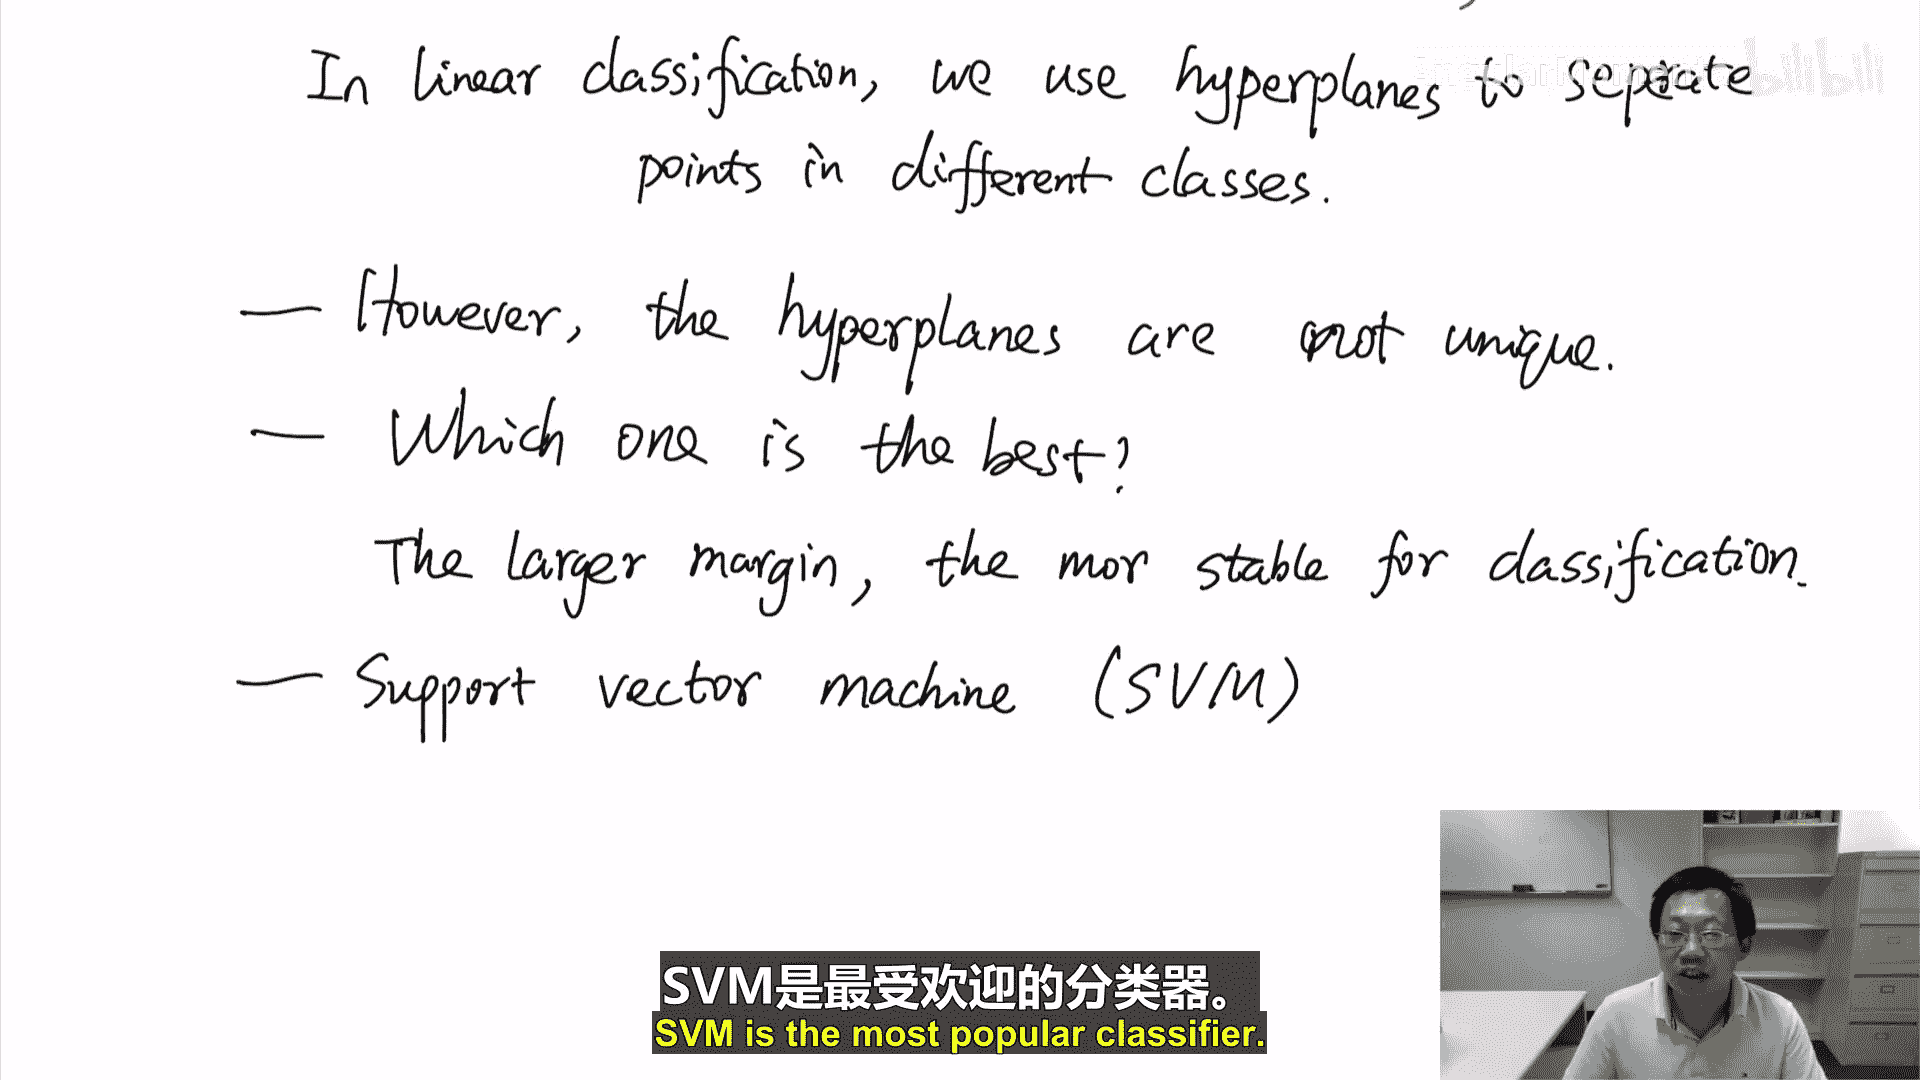 In linear classification, we use hyperplanes to seperate
points in different classes.
— However, the hyperplanes are not unique.
— Which one is the best?
The larger margin, the mor stable for classification.
— Support vector machine (SVM)
bilibili
SVM是最受欢迎的分类器。
SVM is the most popular classifier.